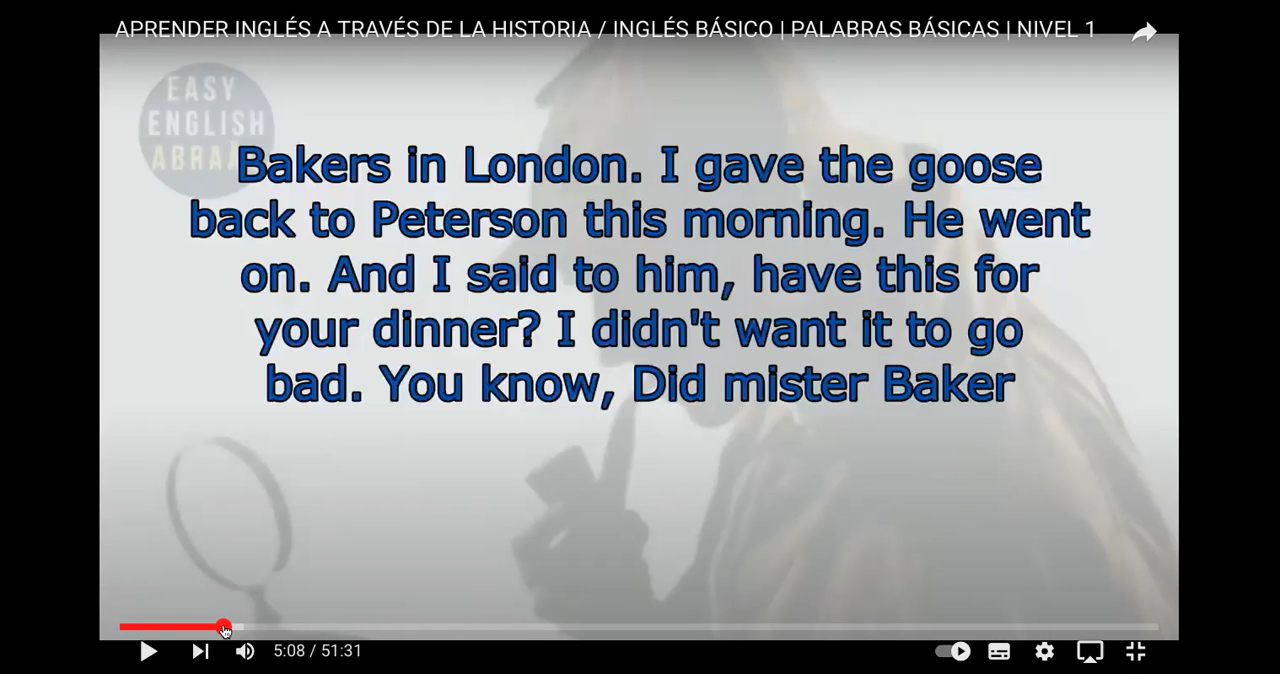 APRENDER INGLÉS A TRAVÉS DE LA HISTORIA / INGLÉS BÁSICO | PALABRAS BÁSICAS | NIVEL 1
EASY
ENGLISH
Bakers in London. I gave the goose
back to Peterson this morning. He went
on. And I said to him, have this for
your dinner? I didn't want it to go
bad. You know, Did mister Baker
5:08 / 51:31